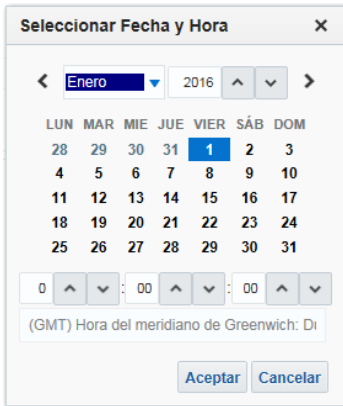 Seleccionar Fecha y Hora
Enero 2016
LUN MAR MIE JUE VIER SÁB DOM
28 29 30 31 1 2 3
4 5 6 7 8 9 10
11 12 13 14 15 16 17
18 19 20 21 22 23 24
25 26 27 28 29 30 31
0 : 00 : 00
(GMT) Hora del meridiano de Greenwich:
Aceptar Cancelar